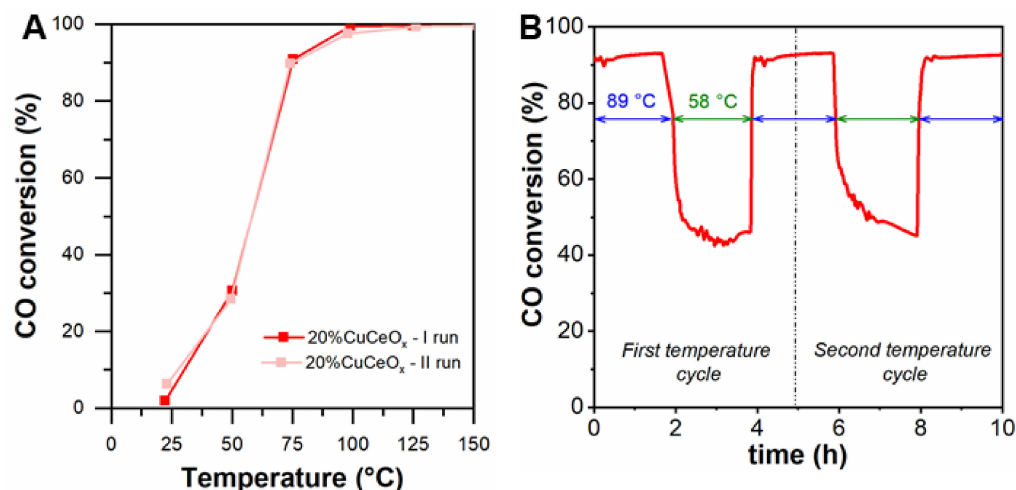 A
CO conversion (%)
100
80
60
40
30
20
10
0
0
25
50
75
100
125
150
Temperature (°C)
20%CuCeOₓ - I run
20%CuCeOₓ - II run
B
CO conversion (%)
100
80
60
40
20
0
89 °C
58 °C
First temperature
cycle
Second temperature
cycle
0
2
4
6
8
10
time (h)